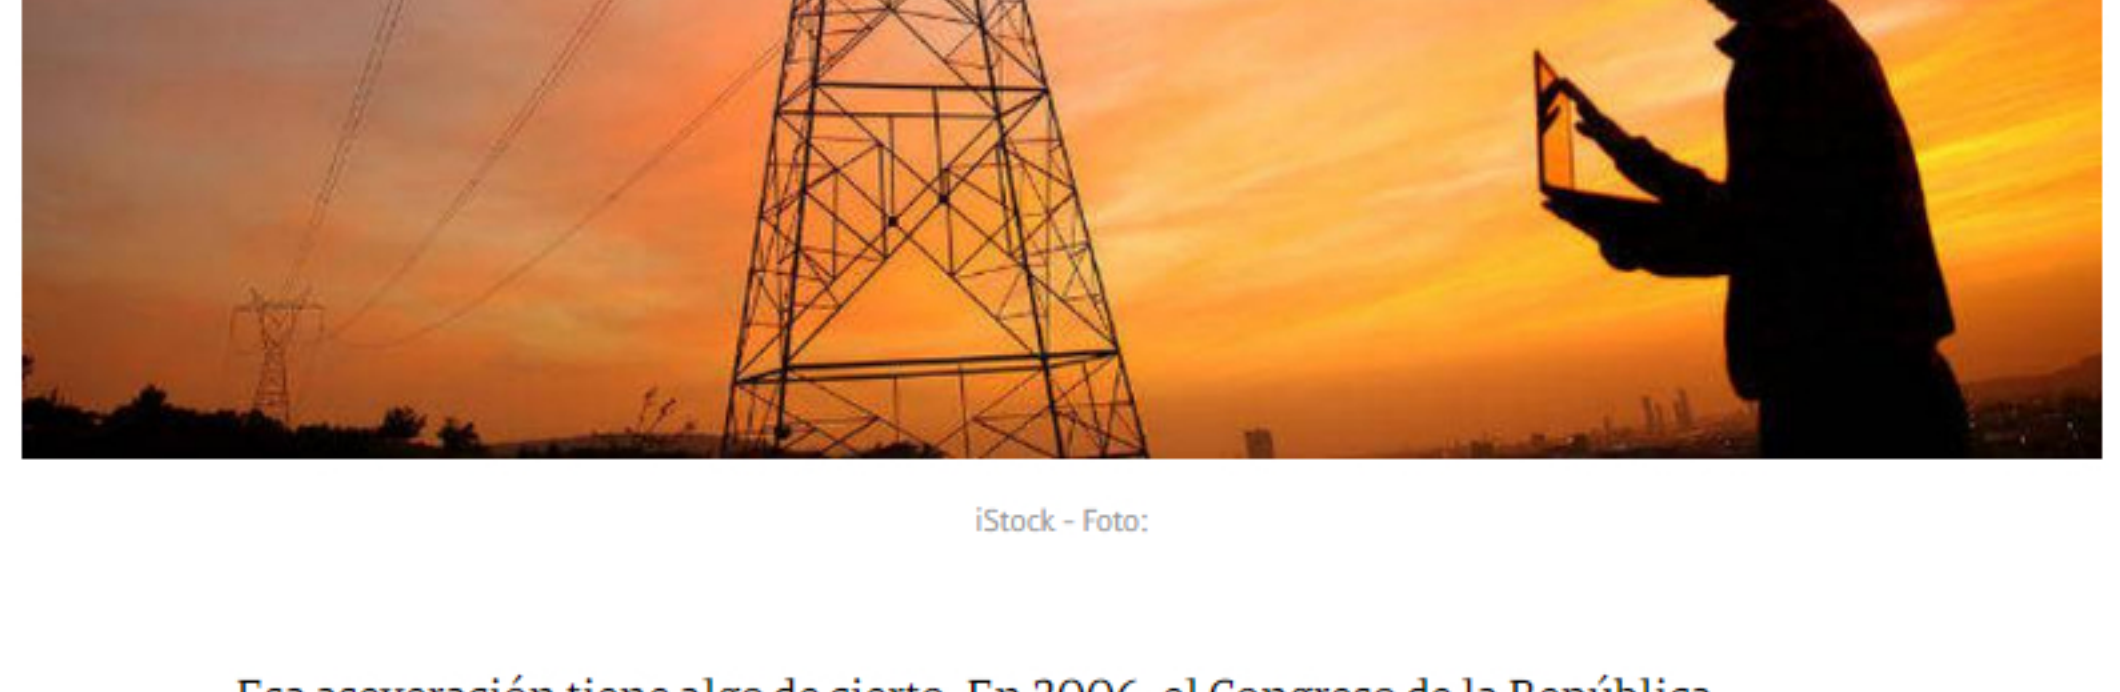 iStock - Foto:
Esa aseveración tiene algo de cierto. En 2006, el Congreso de la República